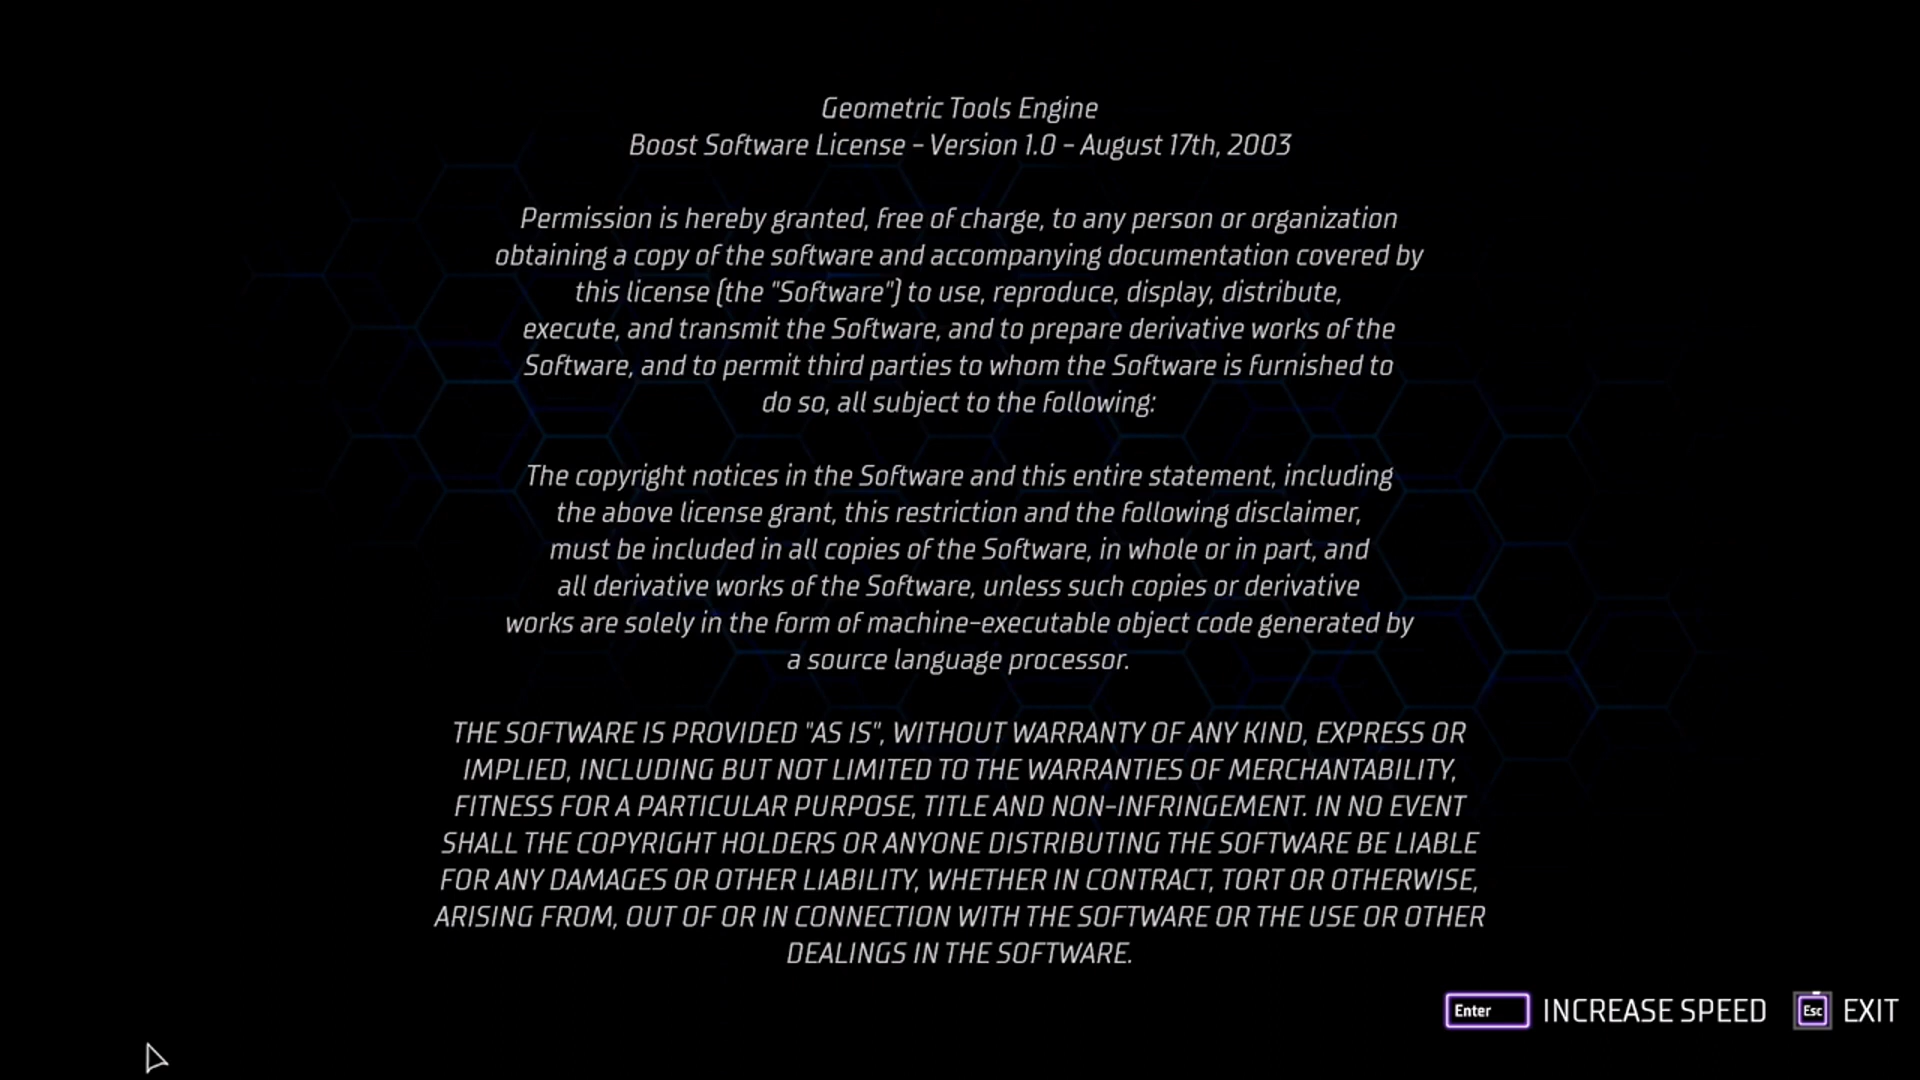 Geometric Tools Engine
Boost Software License - Version 1.0 - August 17th, 2003
Permission is hereby granted, free of charge, to any person or organization
obtaining a copy of the software and accompanying documentation covered by
this license (the "Software") to use, reproduce, display, distribute,
execute, and transmit the Software, and to prepare derivative works of the
Software, and to permit third parties to whom the Software is furnished to
do so, all subject to the following:
The copyright notices in the Software and this entire statement, including
the above license grant, this restriction and the following disclaimer,
must be included in all copies of the Software, in whole or in part, and
all derivative works of the Software, unless such copies or derivative
works are solely in the form of machine-executable object code generated by
a source language processor.
THE SOFTWARE IS PROVIDED "AS IS", WITHOUT WARRANTY OF ANY KIND, EXPRESS OR
IMPLIED, INCLUDING BUT NOT LIMITED TO THE WARRANTIES OF MERCHANTABILITY,
FITNESS FOR A PARTICULAR PURPOSE, TITLE AND NON-INFRINGEMENT. IN NO EVENT
SHALL THE COPYRIGHT HOLDERS OR ANYONE DISTRIBUTING THE SOFTWARE BE LIABLE
FOR ANY DAMAGES OR OTHER LIABILITY, WHETHER IN CONTRACT, TORT OR OTHERWISE,
ARISING FROM, OUT OF OR IN CONNECTION WITH THE SOFTWARE OR THE USE OR OTHER
DEALINGS IN THE SOFTWARE.
Enter INCREASE SPEED Esc EXIT